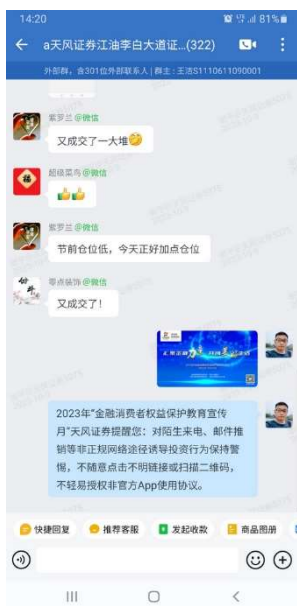 14:20
81%
a天风证券江油李白大道证...(322)
外部群，含301位外部联系人 | 群主：王洁S1110611090001
紫罗兰@微信
又成交了一大堆
超级菜鸟@微信
紫罗兰@微信
节前仓位低，今天正好加点仓位
零点装饰@微信
又成交了！
2023年“金融消费者权益保护教育宣传
月”天风证券提醒您：对陌生来电、邮件推
销等非正规网络途径诱导投资行为保持警
惕，不随意点击不明链接或扫描二维码，
不轻易授权非官方App使用协议。
快捷回复
推荐客服
发起收款
商品图册